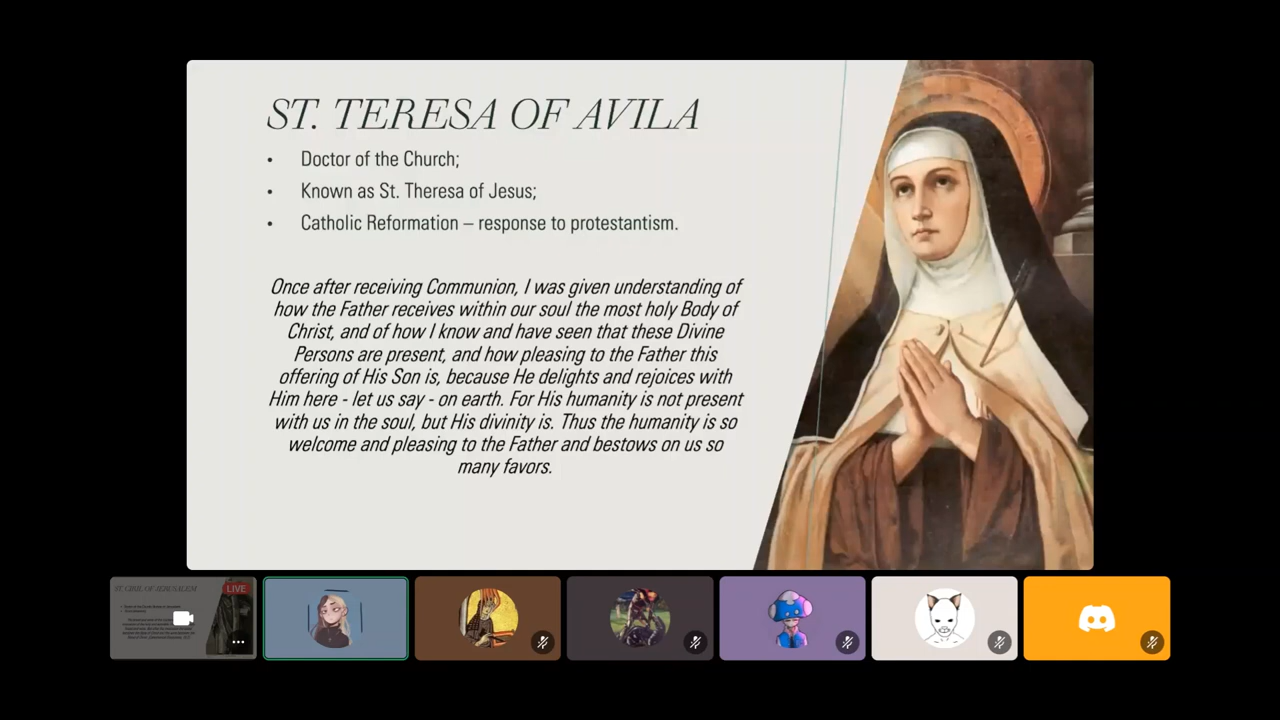 ST. TERESA OF AVILA
• Doctor of the Church;
• Known as St. Theresa of Jesus;
• Catholic Reformation – response to protestantism.
Once after receiving Communion, I was given understanding of
how the Father receives within our soul the most holy Body of
Christ, and of how I know and have seen that these Divine
Persons are present, and how pleasing to the Father this
offering of His Son is, because He delights and rejoices with
Him here - let us say - on earth. For His humanity is not present
with us in the soul, but His divinity is. Thus the humanity is so
welcome and pleasing to the Father and bestows on us so
many favors.
ST. CYRIL OF JERUSALEM
LIVE